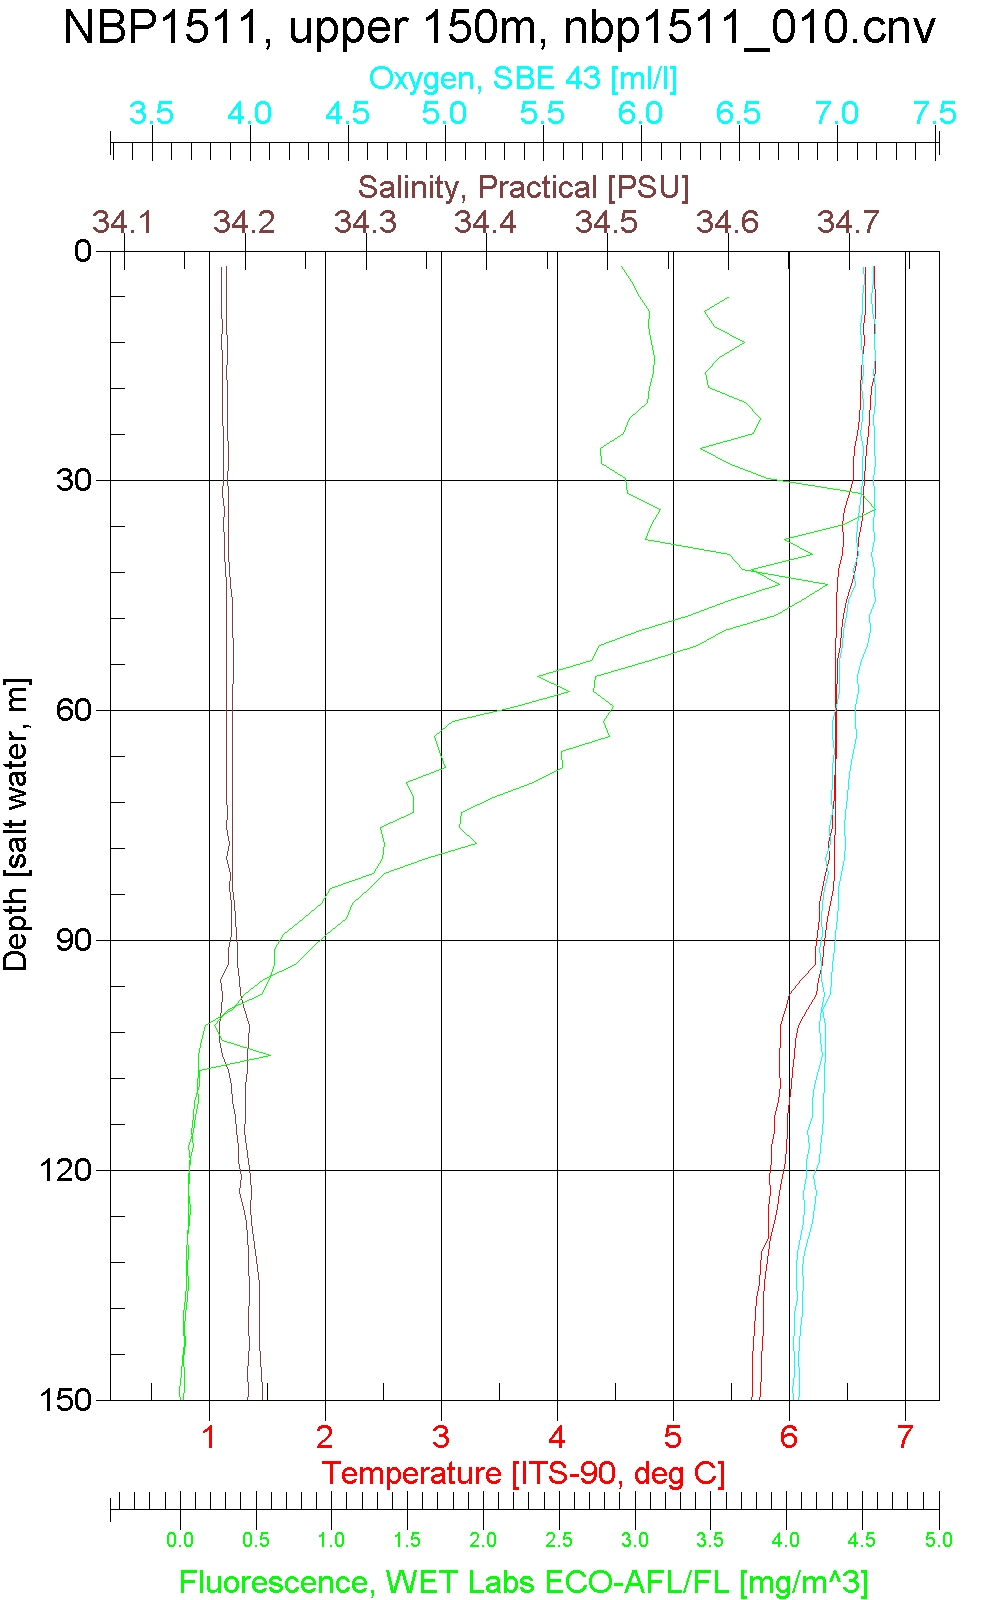 NBP1511, upper 150m, nbp1511_010.cnv
Oxygen, SBE 43 [ml/l]
3.5 4.0 4.5 5.0 5.5 6.0 6.5 7.0 7.5
Salinity, Practical [PSU]
34.1 34.2 34.3 34.4 34.5 34.6 34.7
0
30
60
90
120
150
Depth [salt water, m]
1 2 3 4 5 6 7
Temperature [ITS-90, deg C]
0.0 0.5 1.0 1.5 2.0 2.5 3.0 3.5 4.0 4.5 5.0
Fluorescence, WET Labs ECO-AFL/FL [mg/m^3]